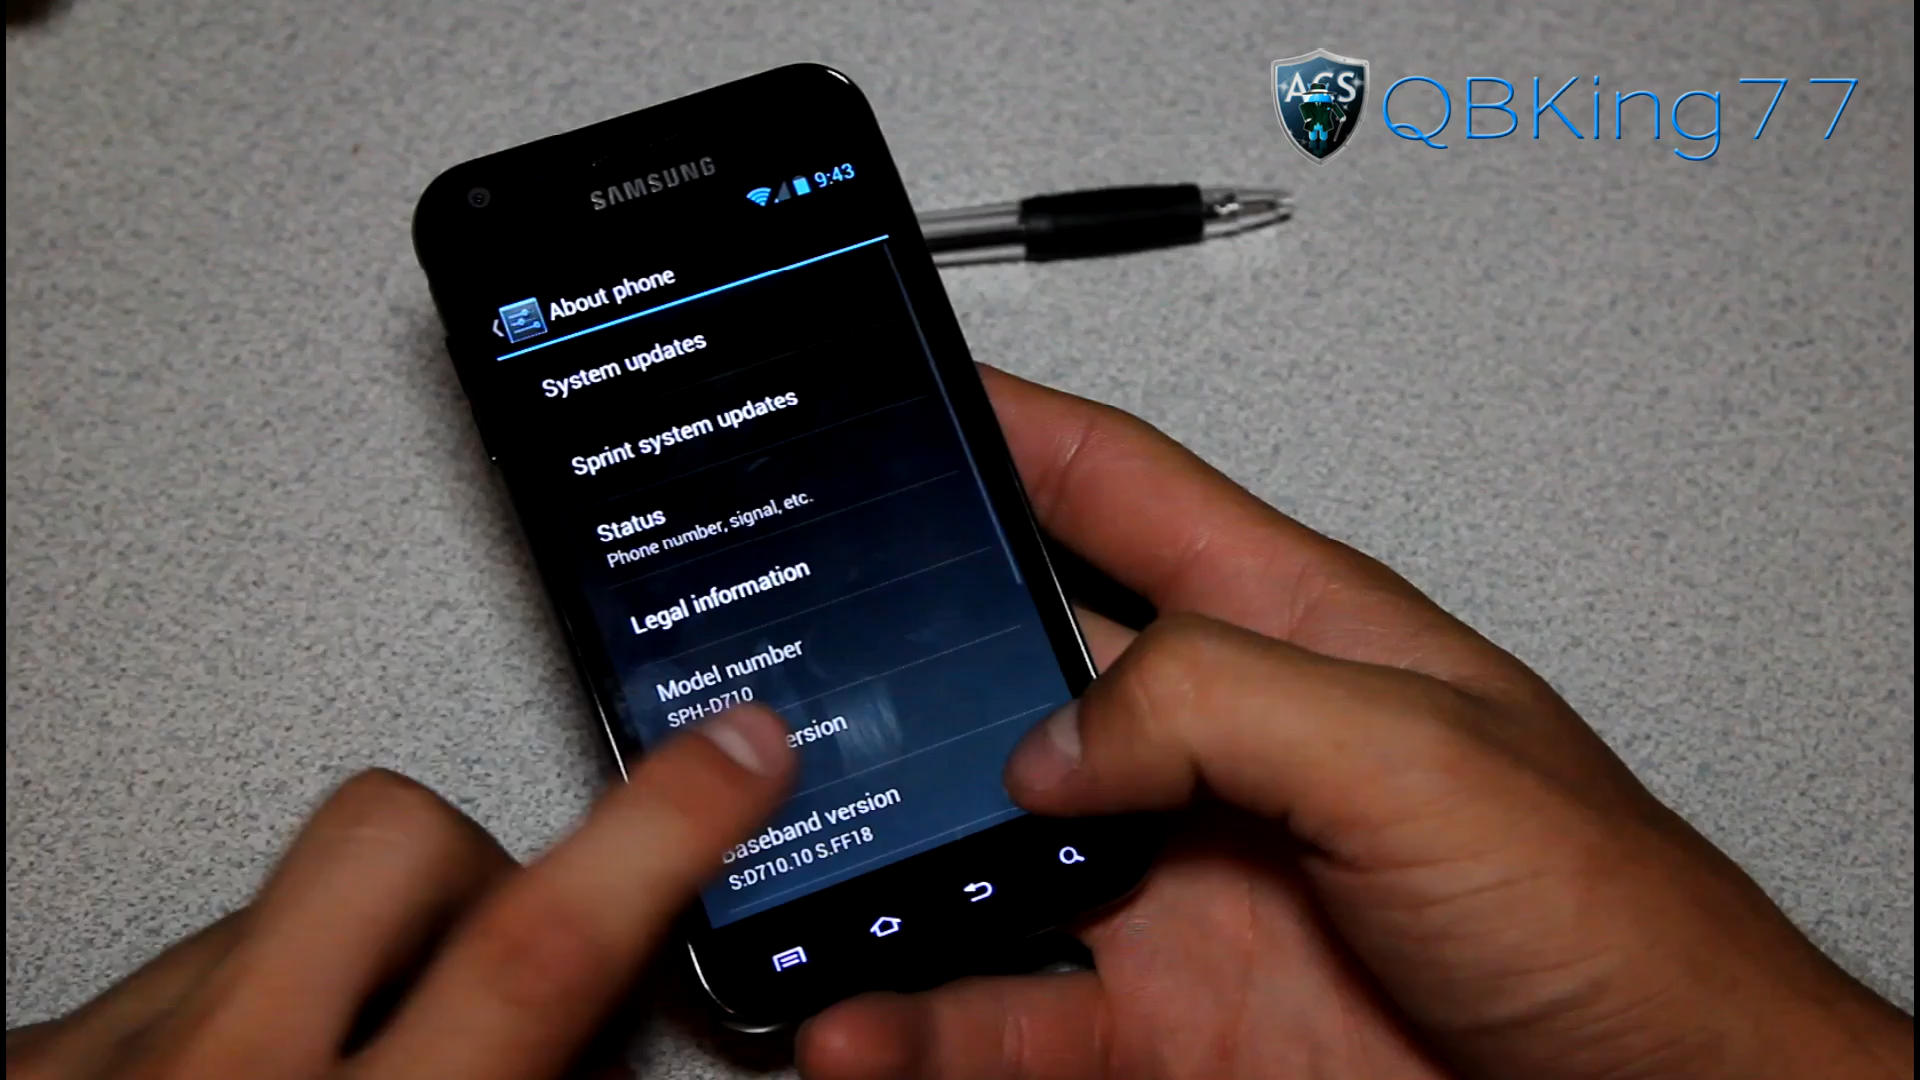 ACS QBKing77
SAMSUNG
9:43
About phone
System updates
Sprint system updates
Status
Phone number, signal, etc.
Legal information
Model number
SPH-D710
ersion
Baseband version
S:D710.10 S.FF18